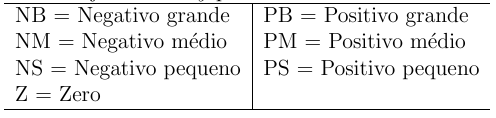 NB = Negativo grande PB = Positivo grande
NM = Negativo médio PM = Positivo médio
NS = Negativo pequeno PS = Positivo pequeno
Z = Zero